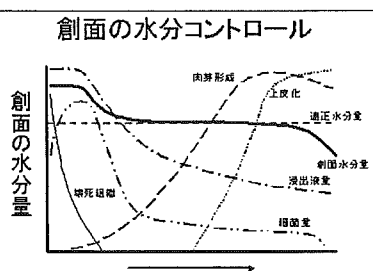 創面の水分コントロール
創面の水分量
肉芽形成
上皮化
適正水分量
創面水分量
浸出液量
壊死組織
細菌量